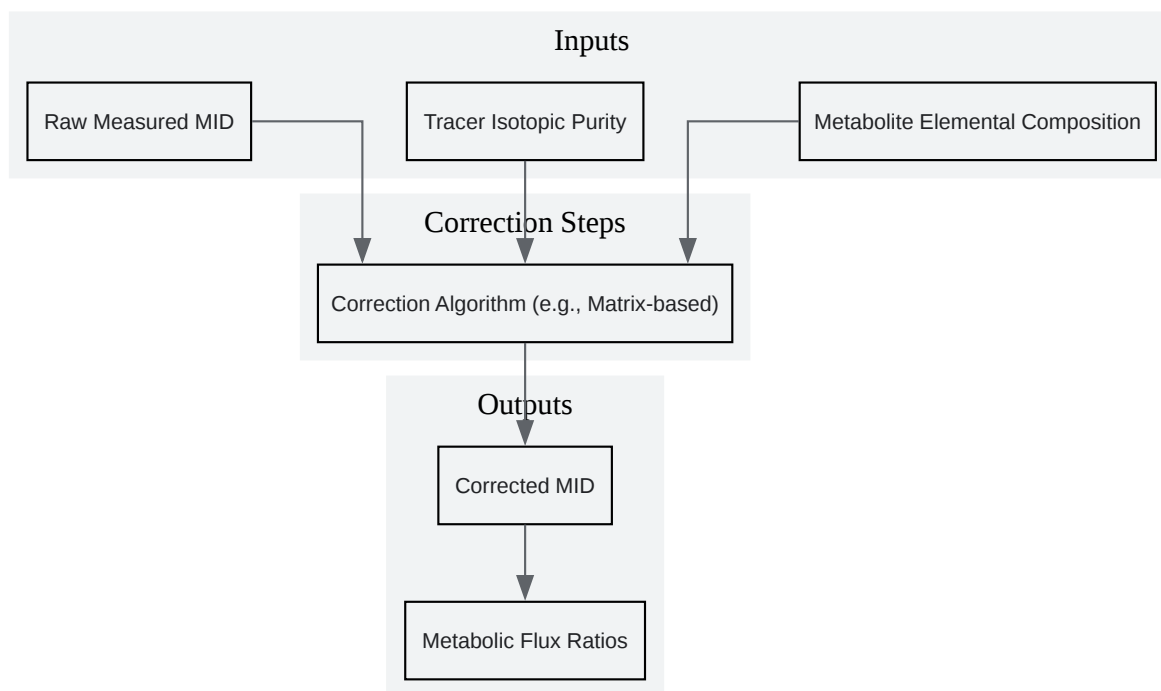 Inputs
Raw Measured MID
Tracer Isotopic Purity
Metabolite Elemental Composition
Correction Steps
Correction Algorithm (e.g., Matrix-based)
Outputs
Corrected MID
Metabolic Flux Ratios